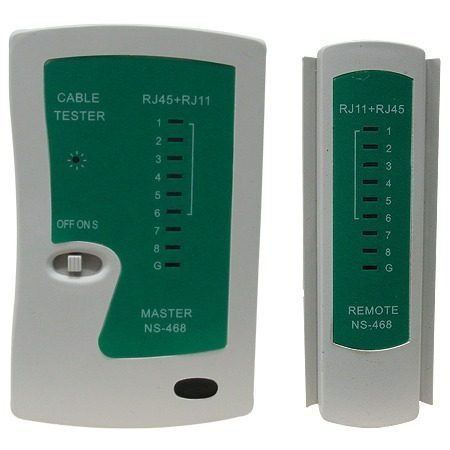 CABLE
TESTER
OFF ON S
RJ45+RJ11
1
2
3
4
5
6
7
8
G
MASTER
NS-468
RJ11+RJ45
1
2
3
4
5
6
7
8
G
REMOTE
NS-468